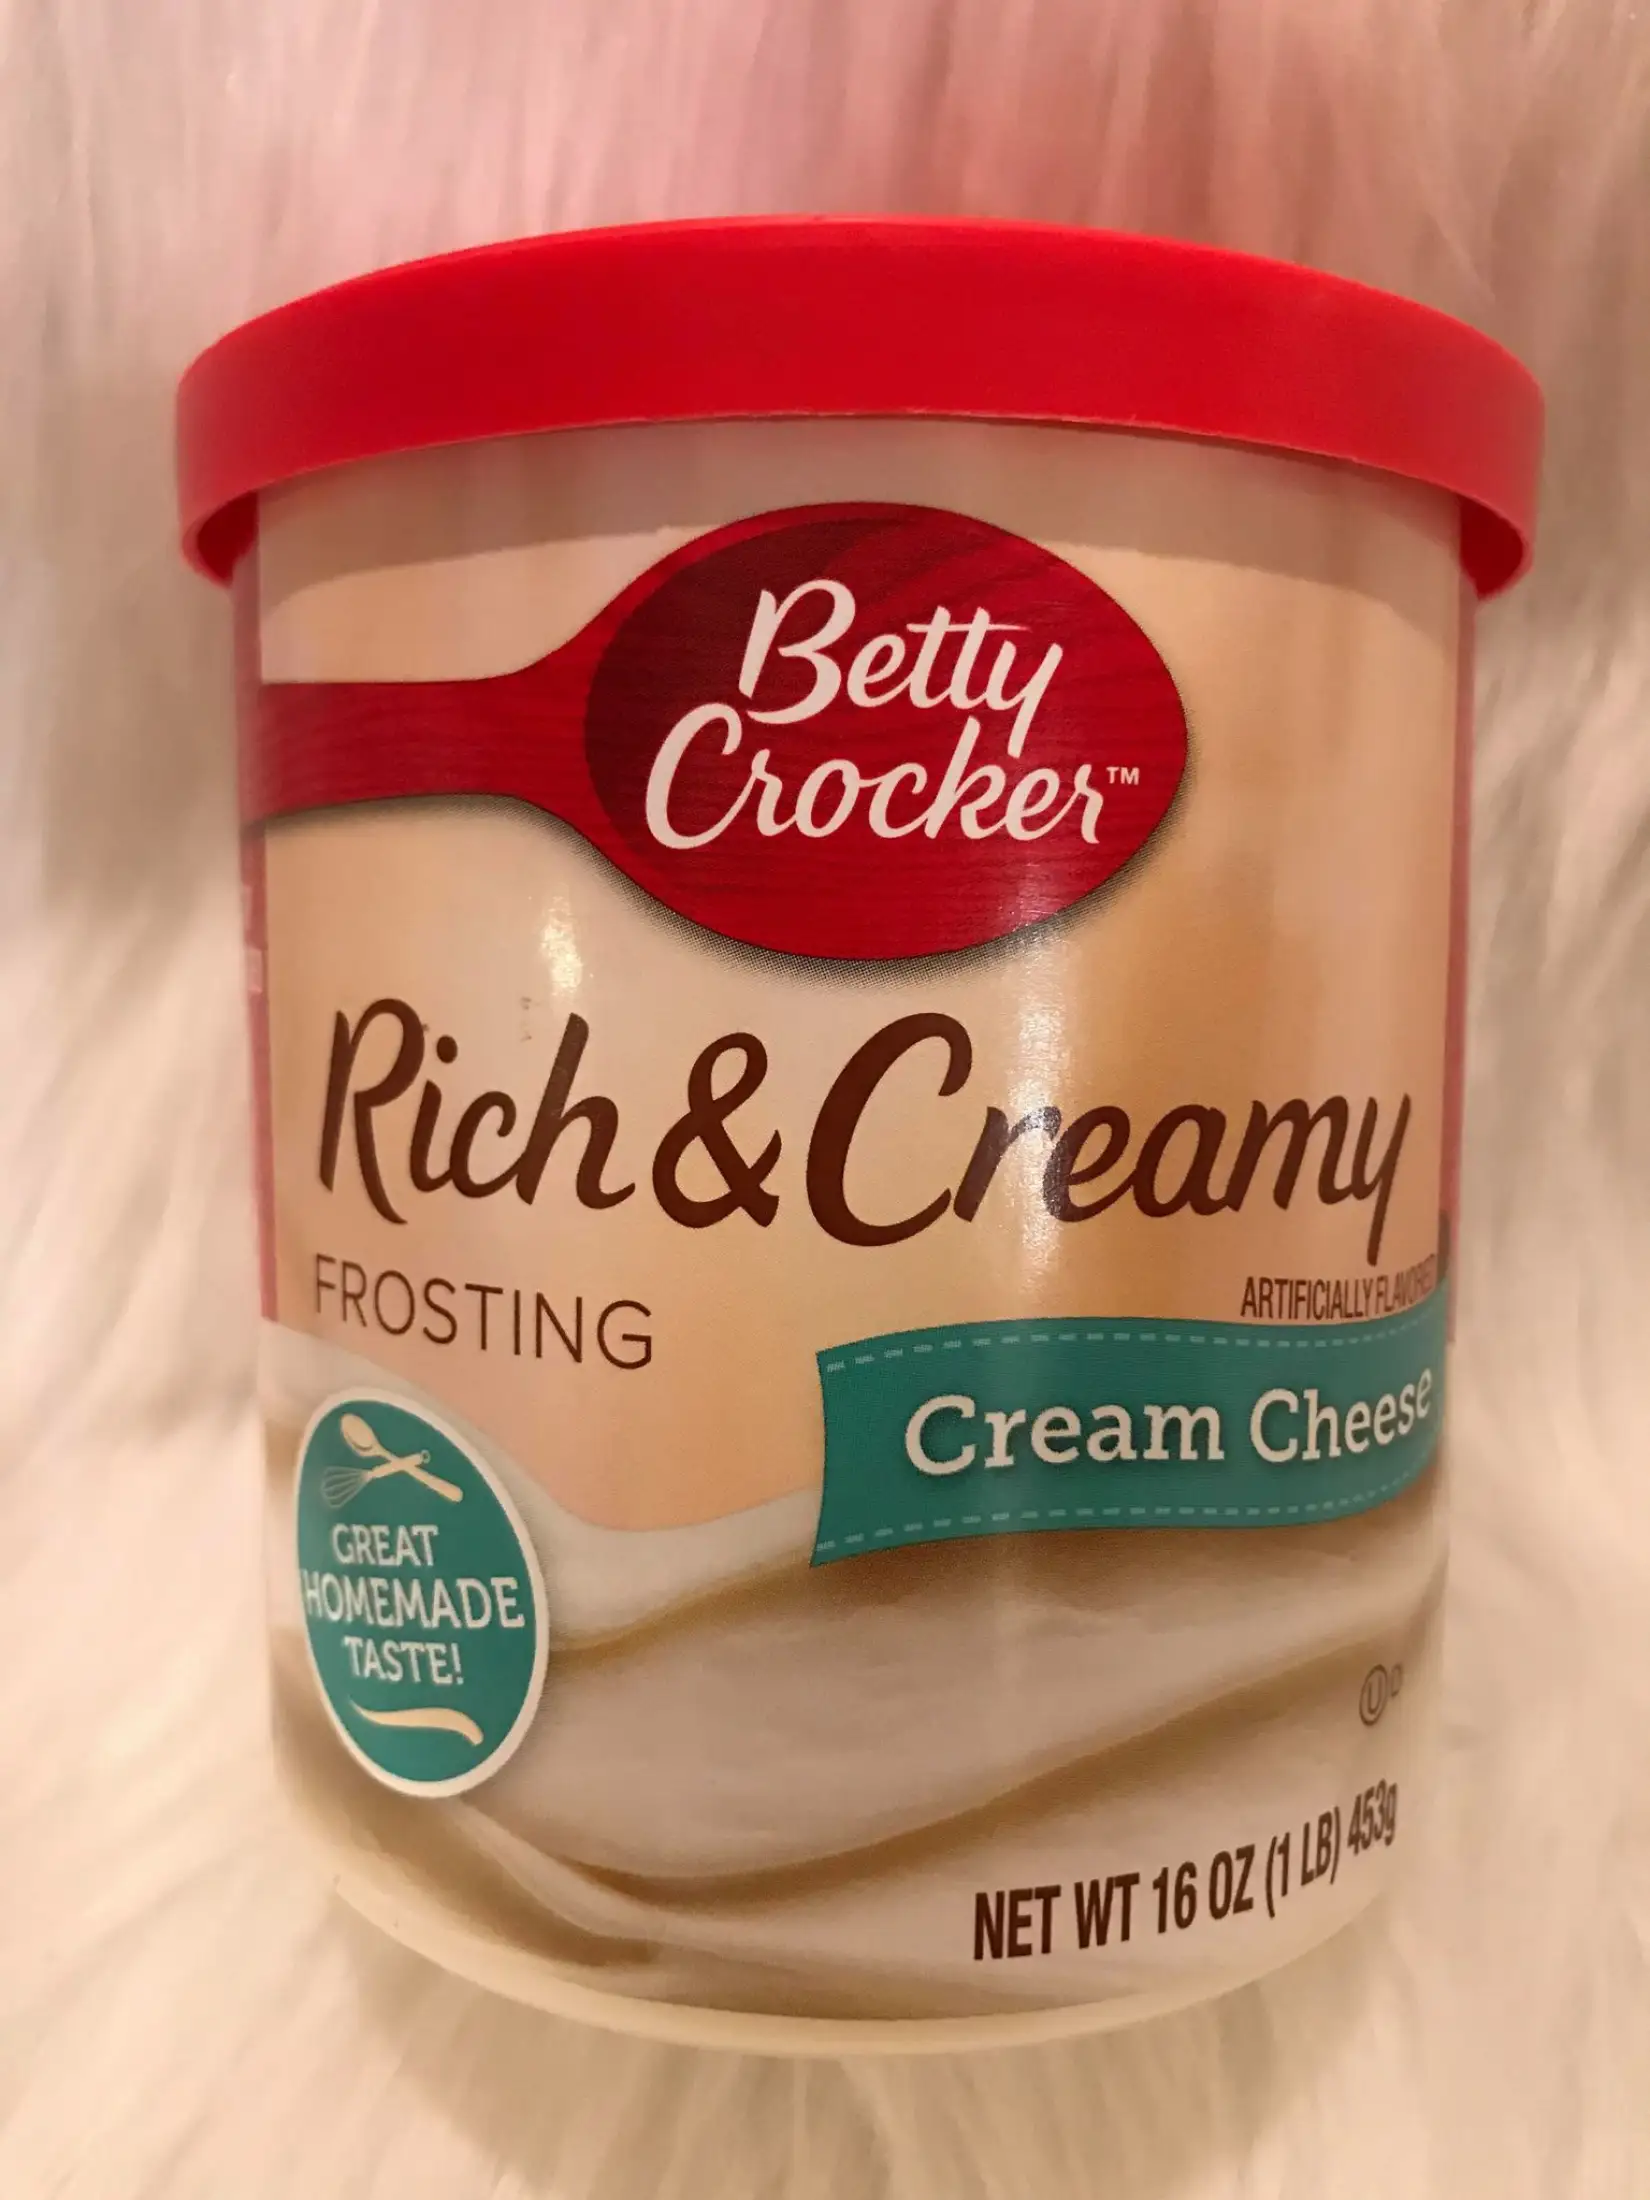 Betty
Crocker™
Rich & Creamy
FROSTING
ARTIFICIALLY FLAVORED
Cream Cheese
GREAT
HOMEMADE
TASTE!
U D
NET WT 16 OZ (1 LB) 453g